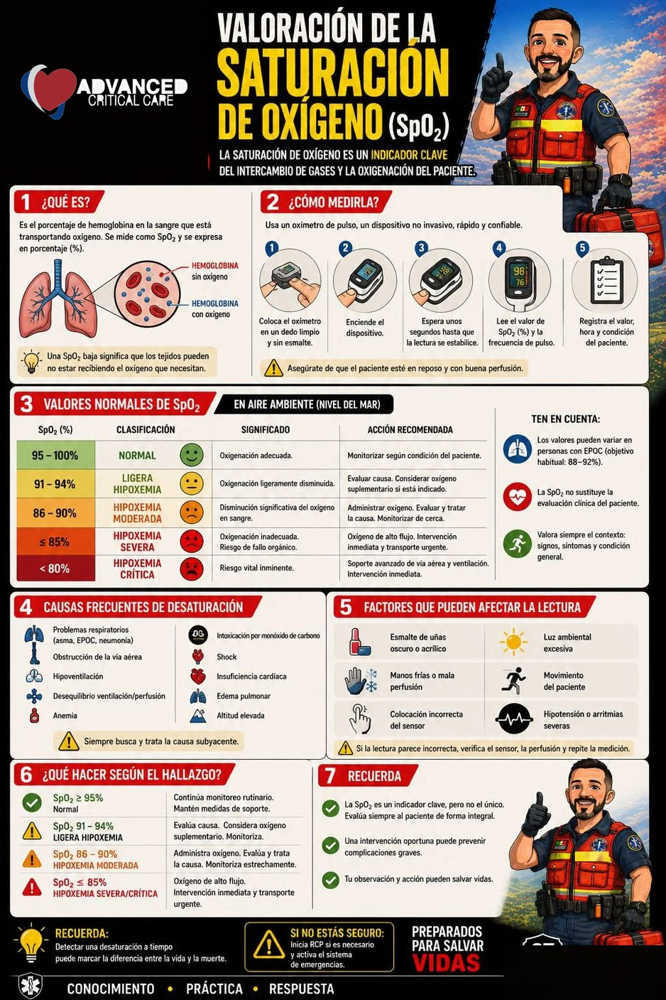 ADVANCED
CRITICAL CARE
VALORACIÓN DE LA
SATURACIÓN
DE OXÍGENO (SpO₂)
LA SATURACIÓN DE OXÍGENO ES UN INDICADOR CLAVE
DEL INTERCAMBIO DE GASES Y LA OXIGENACIÓN DEL PACIENTE.
1 ¿QUÉ ES?
Es el porcentaje de hemoglobina en la sangre que está
transportando oxígeno. Se mide como SpO₂ y se expresa
en porcentaje (%).
HEMOGLOBINA
sin oxígeno
HEMOGLOBINA
con oxígeno
Una SpO₂ baja significa que los tejidos pueden
no estar recibiendo el oxígeno que necesitan.
2 ¿CÓMO MEDIRLA?
Usa un oxímetro de pulso, un dispositivo no invasivo, rápido y confiable.
1
Coloca el oxímetro
en un dedo limpio
y sin esmalte.
2
Enciende el
dispositivo.
3
Espera unos
segundos hasta que
la lectura se estabilice.
4
98
76
Lee el valor de
SpO₂ (%) y la
frecuencia de pulso.
5
Registra el valor,
hora y condición
del paciente.
Asegúrate de que el paciente esté en reposo y con buena perfusión.
3 VALORES NORMALES DE SpO₂
EN AIRE AMBIENTE (NIVEL DEL MAR)
SpO₂ (%) CLASIFICACIÓN SIGNIFICADO ACCIÓN RECOMENDADA
95 – 100% NORMAL Oxigenación adecuada. Monitorizar según condición del paciente.
91 – 94% LIGERA
HIPOXEMIA
Oxigenación ligeramente disminuida.
Evaluar causa. Considerar oxígeno
suplementario si está indicado.
86 – 90% HIPOXEMIA
MODERADA
Disminución significativa del oxígeno
en sangre.
Administrar oxígeno. Evaluar y tratar
la causa. Monitorizar de cerca.
≤ 85% HIPOXEMIA
SEVERA
Oxigenación inadecuada.
Riesgo de fallo orgánico.
Oxígeno de alto flujo. Intervención
inmediata y transporte urgente.
< 80% HIPOXEMIA
CRÍTICA
Riesgo vital inminente.
Soporte avanzado de vía aérea y ventilación.
Intervención inmediata.
TEN EN CUENTA:
Los valores pueden variar en
personas con EPOC (objetivo
habitual: 88–92%).
La SpO₂ no sustituye la
evaluación clínica del paciente.
Valora siempre el contexto:
signos, síntomas y condición
general.
4 CAUSAS FRECUENTES DE DESATURACIÓN
Problemas respiratorios
(asma, EPOC, neumonía)
Obstrucción de la vía aérea
Hipoventilación
Desequilibrio ventilación/perfusión
Anemia
Intoxicación por monóxido de carbono
Shock
Insuficiencia cardíaca
Edema pulmonar
Altitud elevada
Siempre busca y trata la causa subyacente.
5 FACTORES QUE PUEDEN AFECTAR LA LECTURA
Esmalte de uñas
oscuro o acrílico
Luz ambiental
excesiva
Manos frías o mala
perfusión
Movimiento
del paciente
Colocación incorrecta
del sensor
Hipotensión o arritmias
severas
Si la lectura parece incorrecta, verifica el sensor, la perfusión y repite la medición.
6 ¿QUÉ HACER SEGÚN EL HALLAZGO?
SpO₂ ≥ 95%
Normal
Continúa monitoreo rutinario.
Mantén medidas de soporte.
SpO₂ 91 – 94%
LIGERA HIPOXEMIA
Evalúa causa. Considera oxígeno
suplementario. Monitoriza.
SpO₂ 86 – 90%
HIPOXEMIA MODERADA
Administra oxígeno. Evalúa y trata
la causa. Monitoriza estrechamente.
SpO₂ ≤ 85%
HIPOXEMIA SEVERA/CRÍTICA
Oxígeno de alto flujo.
Intervención inmediata y transporte
urgente.
7 RECUERDA
La SpO₂ es un indicador clave, pero no el único.
Evalúa siempre al paciente de forma integral.
Una intervención oportuna puede prevenir
complicaciones graves.
Tu observación y acción pueden salvar vidas.
RECUERDA:
Detectar una desaturación a tiempo
puede marcar la diferencia entre la vida y la muerte.
SI NO ESTÁS SEGURO:
Inicia RCP si es necesario
y activa el sistema
de emergencias.
PREPARADOS
PARA SALVAR
VIDAS
CONOCIMIENTO • PRÁCTICA • RESPUESTA